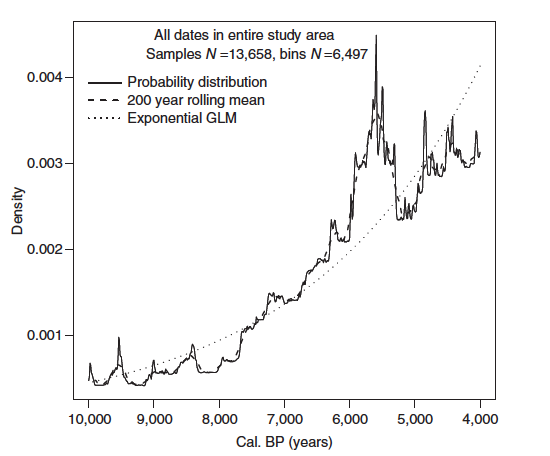 All dates in entire study area
Samples N =13,658, bins N =6,497
Probability distribution
200 year rolling mean
Exponential GLM
Density
0.004
0.003
0.002
0.001
10,000 9,000 8,000 7,000 6,000 5,000 4,000
Cal. BP (years)